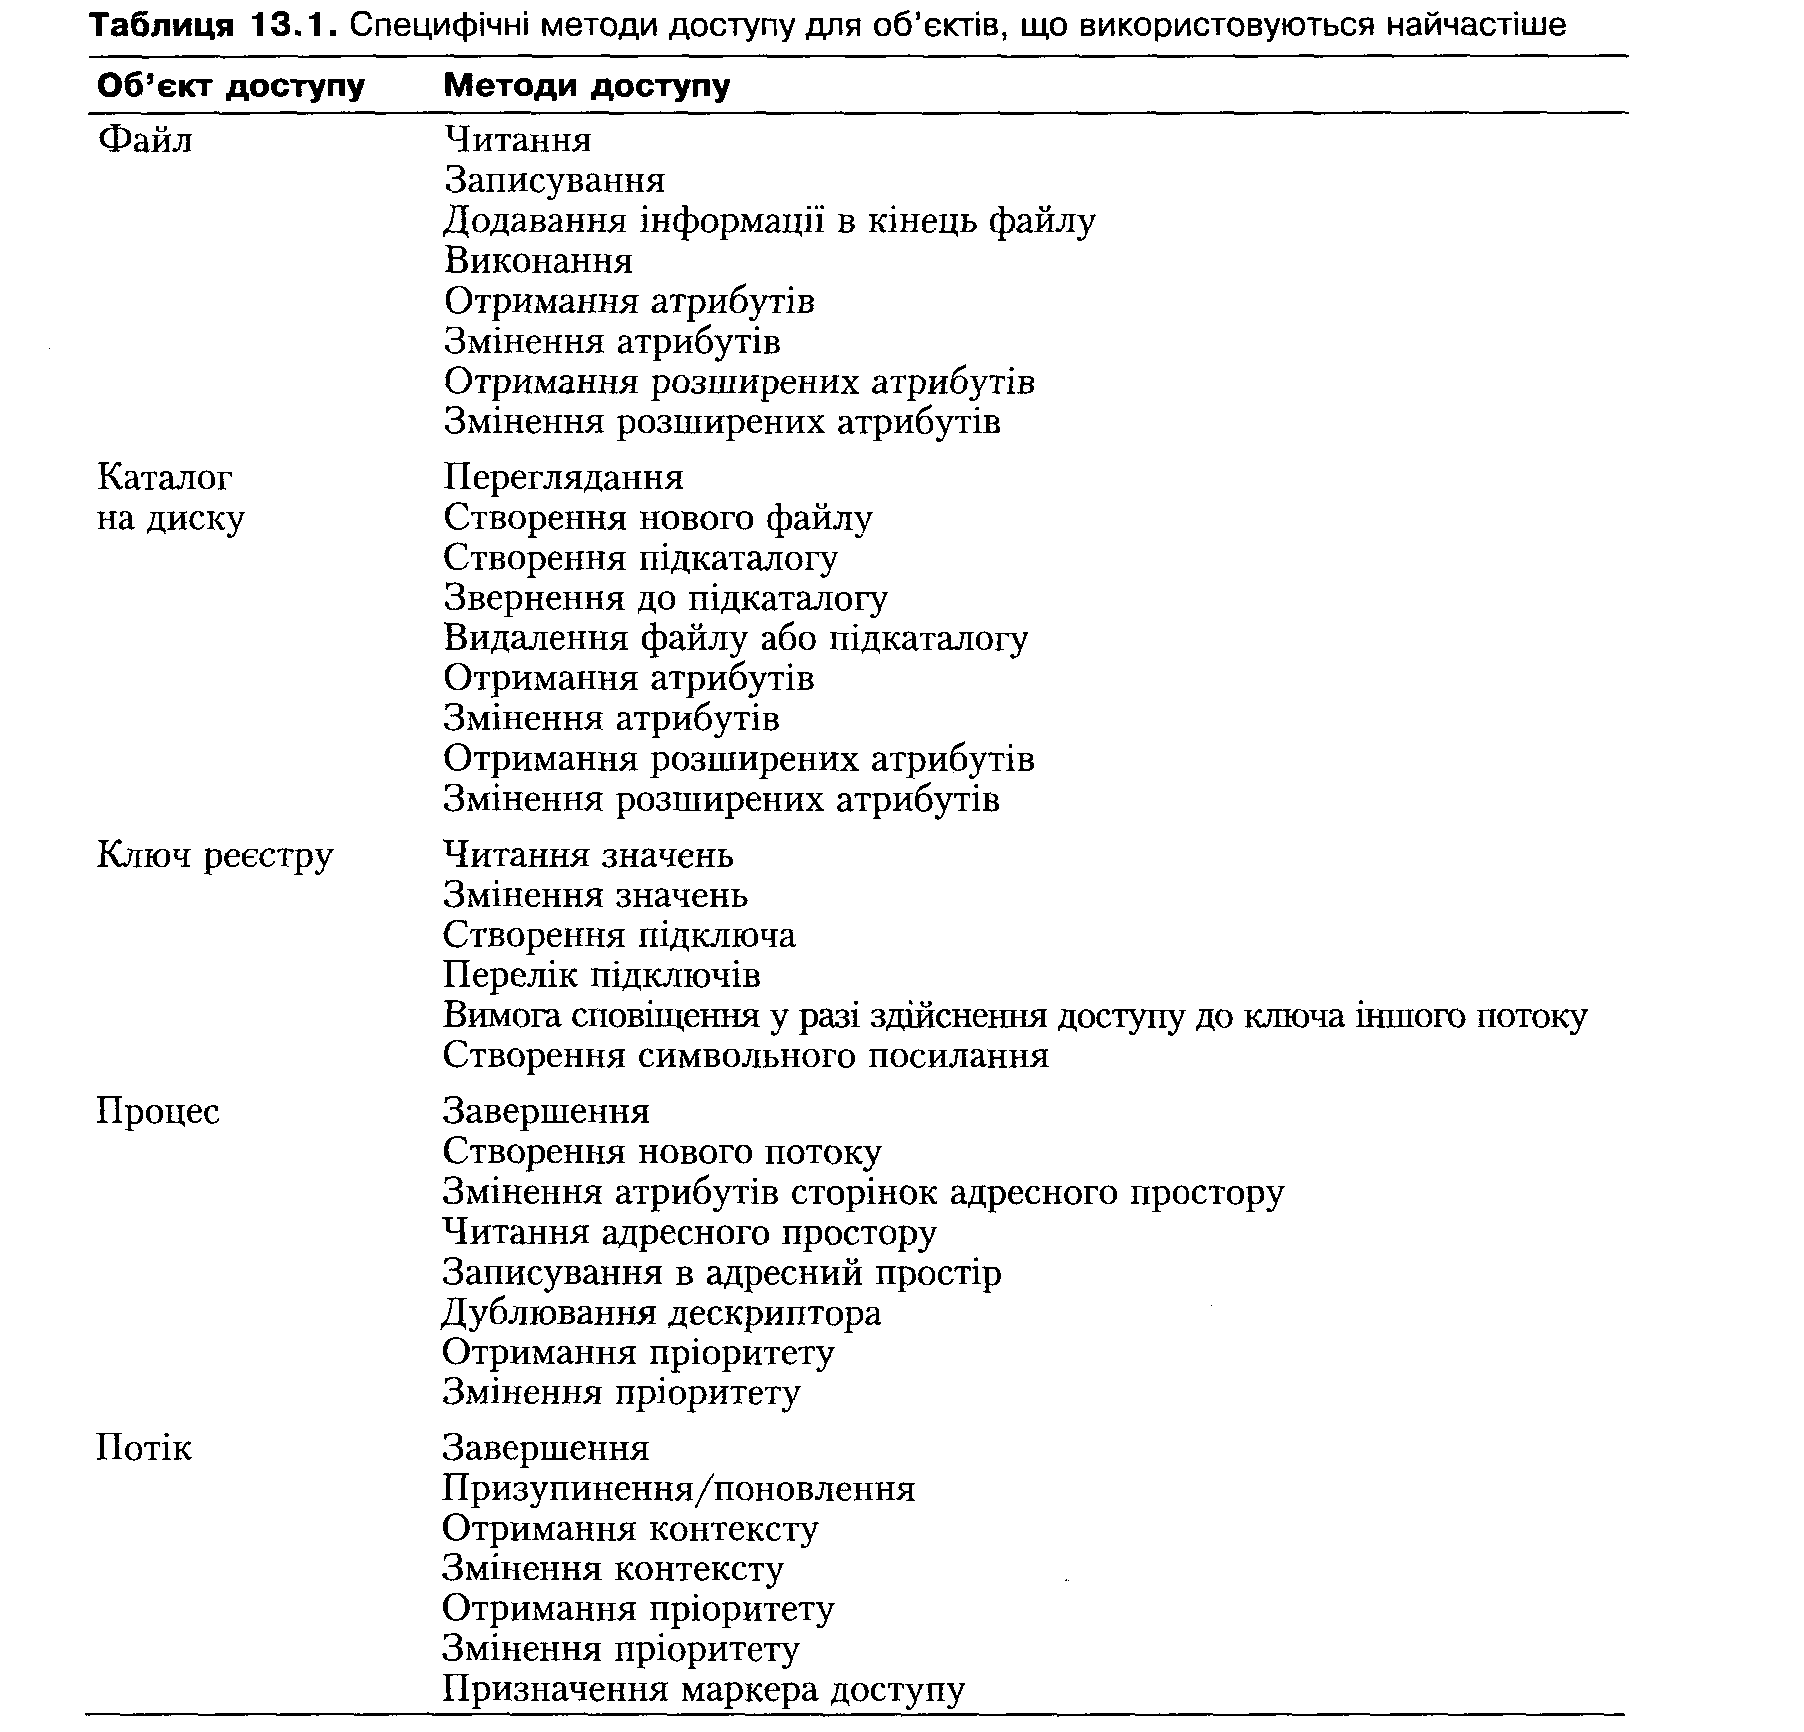 Таблиця 13.1. Специфічні методи доступу для об’єктів, що використовуються найчастіше
Об’єкт доступу Методи доступу
Файл Читання
Записування
Додавання інформації в кінець файлу
Виконання
Отримання атрибутів
Змінення атрибутів
Отримання розширених атрибутів
Змінення розширених атрибутів
Каталог Переглядання
на диску Створення нового файлу
Створення підкаталогу
Звернення до підкаталогу
Видалення файлу або підкаталогу
Отримання атрибутів
Змінення атрибутів
Отримання розширених атрибутів
Змінення розширених атрибутів
Ключ реєстру Читання значень
Змінення значень
Створення підключа
Перелік підключів
Вимога сповіщення у разі здійснення доступу до ключа іншого потоку
Створення символьного посилання
Процес Завершення
Створення нового потоку
Змінення атрибутів сторінок адресного простору
Читання адресного простору
Записування в адресний простір
Дублювання дескриптора
Отримання пріоритету
Змінення пріоритету
Потік Завершення
Призупинення/поновлення
Отримання контексту
Змінення контексту
Отримання пріоритету
Змінення пріоритету
Призначення маркера доступу